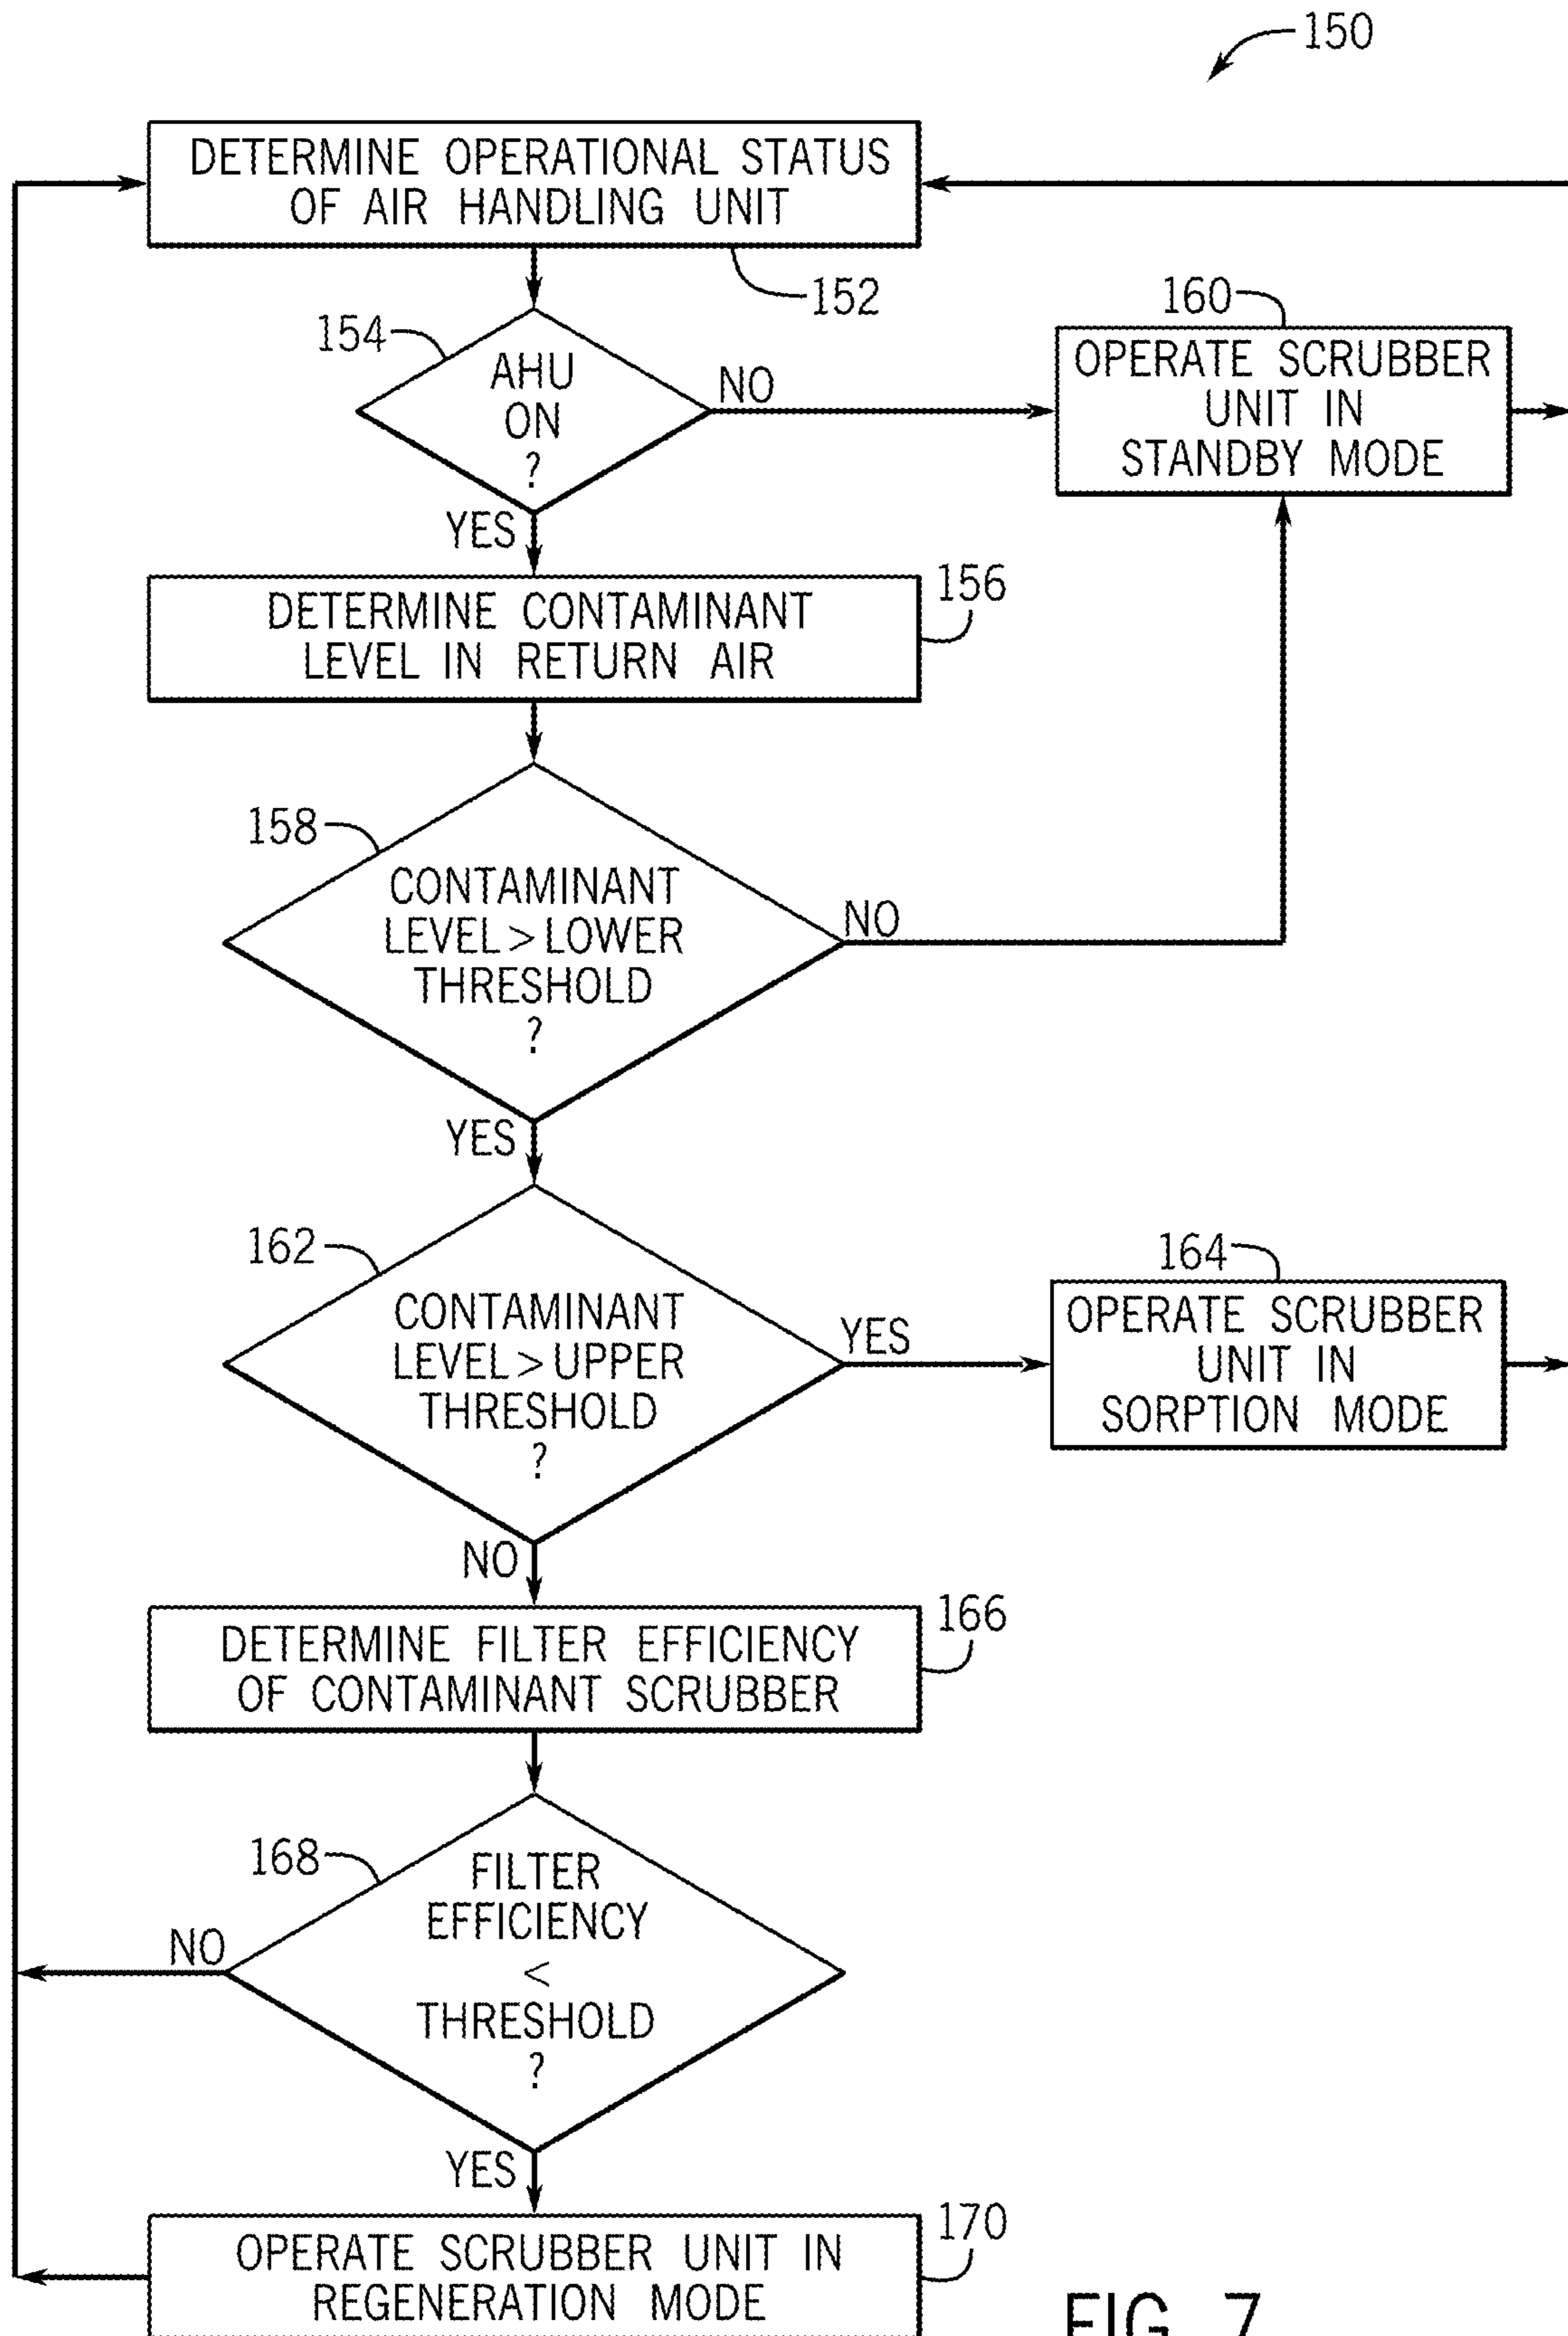 150
DETERMINE OPERATIONAL STATUS
OF AIR HANDLING UNIT
152
154
AHU
ON
?
NO
YES
160
OPERATE SCRUBBER
UNIT IN
STANDBY MODE
DETERMINE CONTAMINANT
LEVEL IN RETURN AIR
156
158
CONTAMINANT
LEVEL > LOWER
THRESHOLD
?
NO
YES
162
CONTAMINANT
LEVEL > UPPER
THRESHOLD
?
YES
NO
164
OPERATE SCRUBBER
UNIT IN
SORPTION MODE
DETERMINE FILTER EFFICIENCY
OF CONTAMINANT SCRUBBER
166
168
FILTER
EFFICIENCY
<
THRESHOLD
?
NO
YES
OPERATE SCRUBBER UNIT IN
REGENERATION MODE
170
FIG. 7